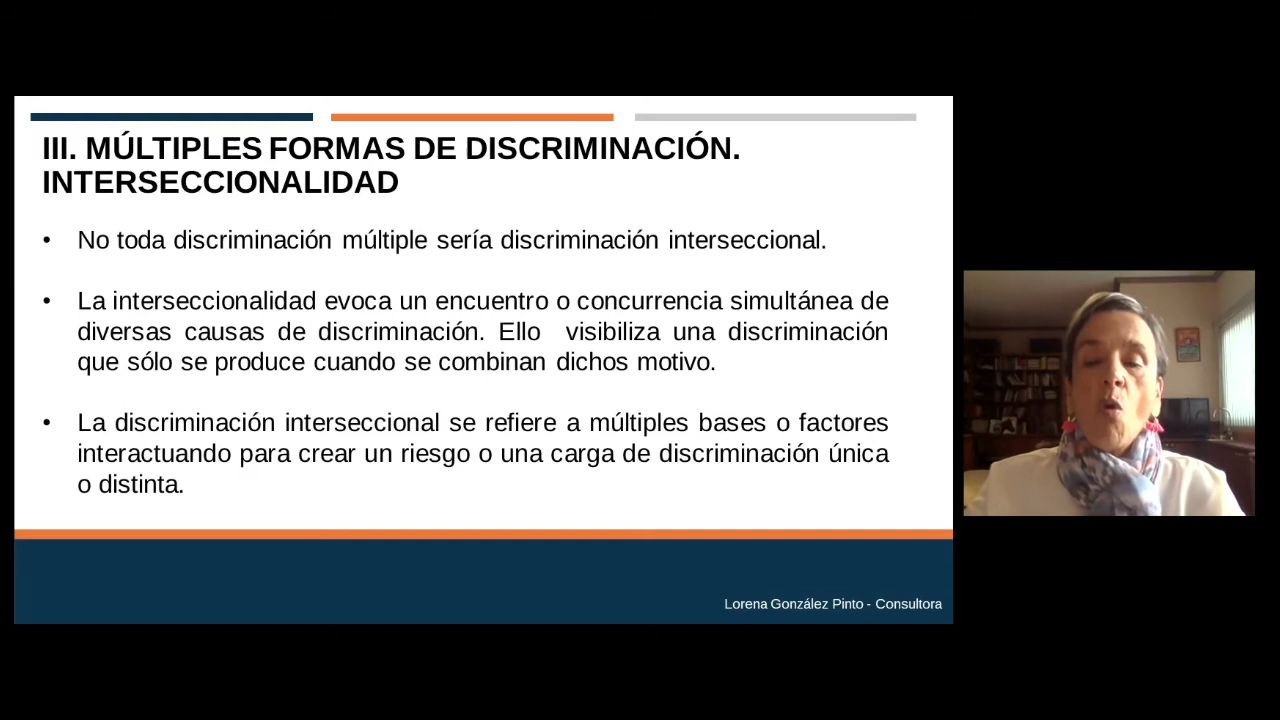 III. MÚLTIPLES FORMAS DE DISCRIMINACIÓN.
INTERSECCIONALIDAD
• No toda discriminación múltiple sería discriminación interseccional.
• La interseccionalidad evoca un encuentro o concurrencia simultánea de
diversas causas de discriminación. Ello visibiliza una discriminación
que sólo se produce cuando se combinan dichos motivo.
• La discriminación interseccional se refiere a múltiples bases o factores
interactuando para crear un riesgo o una carga de discriminación única
o distinta.
Lorena González Pinto - Consultora